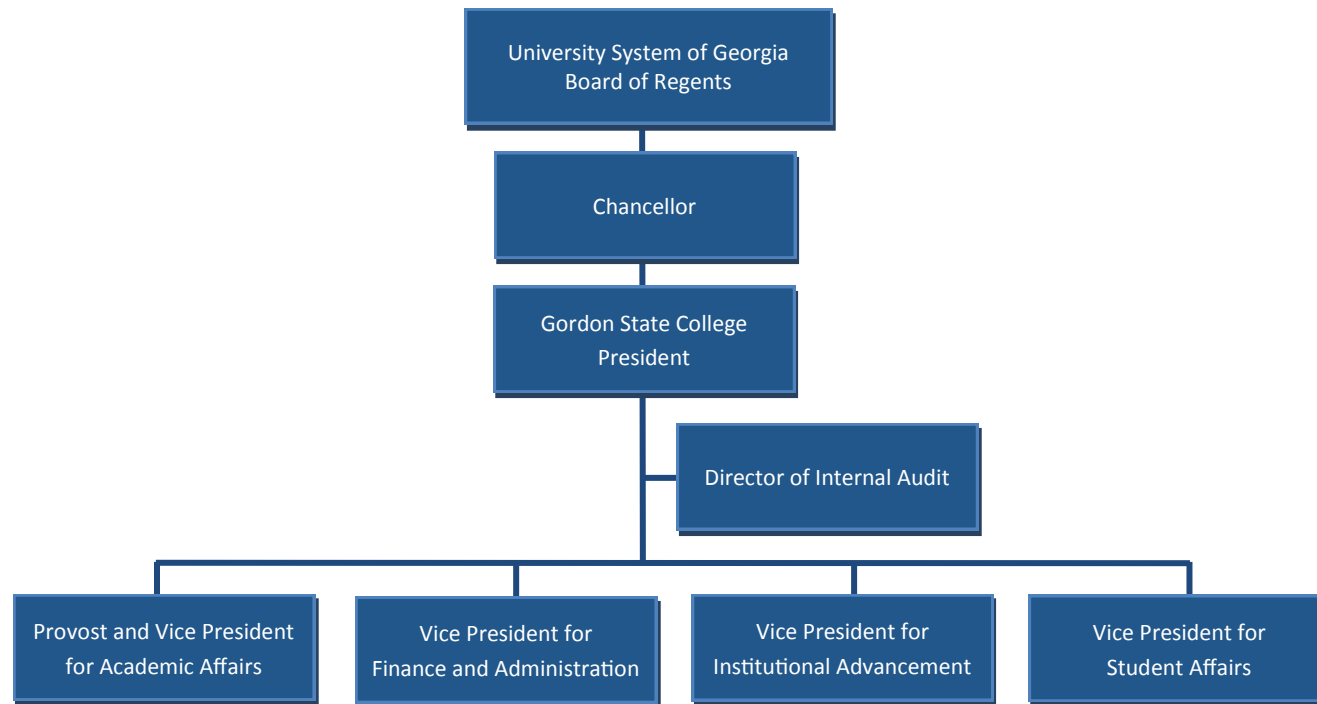 University System of Georgia
Board of Regents
Chancellor
Gordon State College
President
Director of Internal Audit
Provost and Vice President
for Academic Affairs
Vice President for
Finance and Administration
Vice President for
Institutional Advancement
Vice President for
Student Affairs